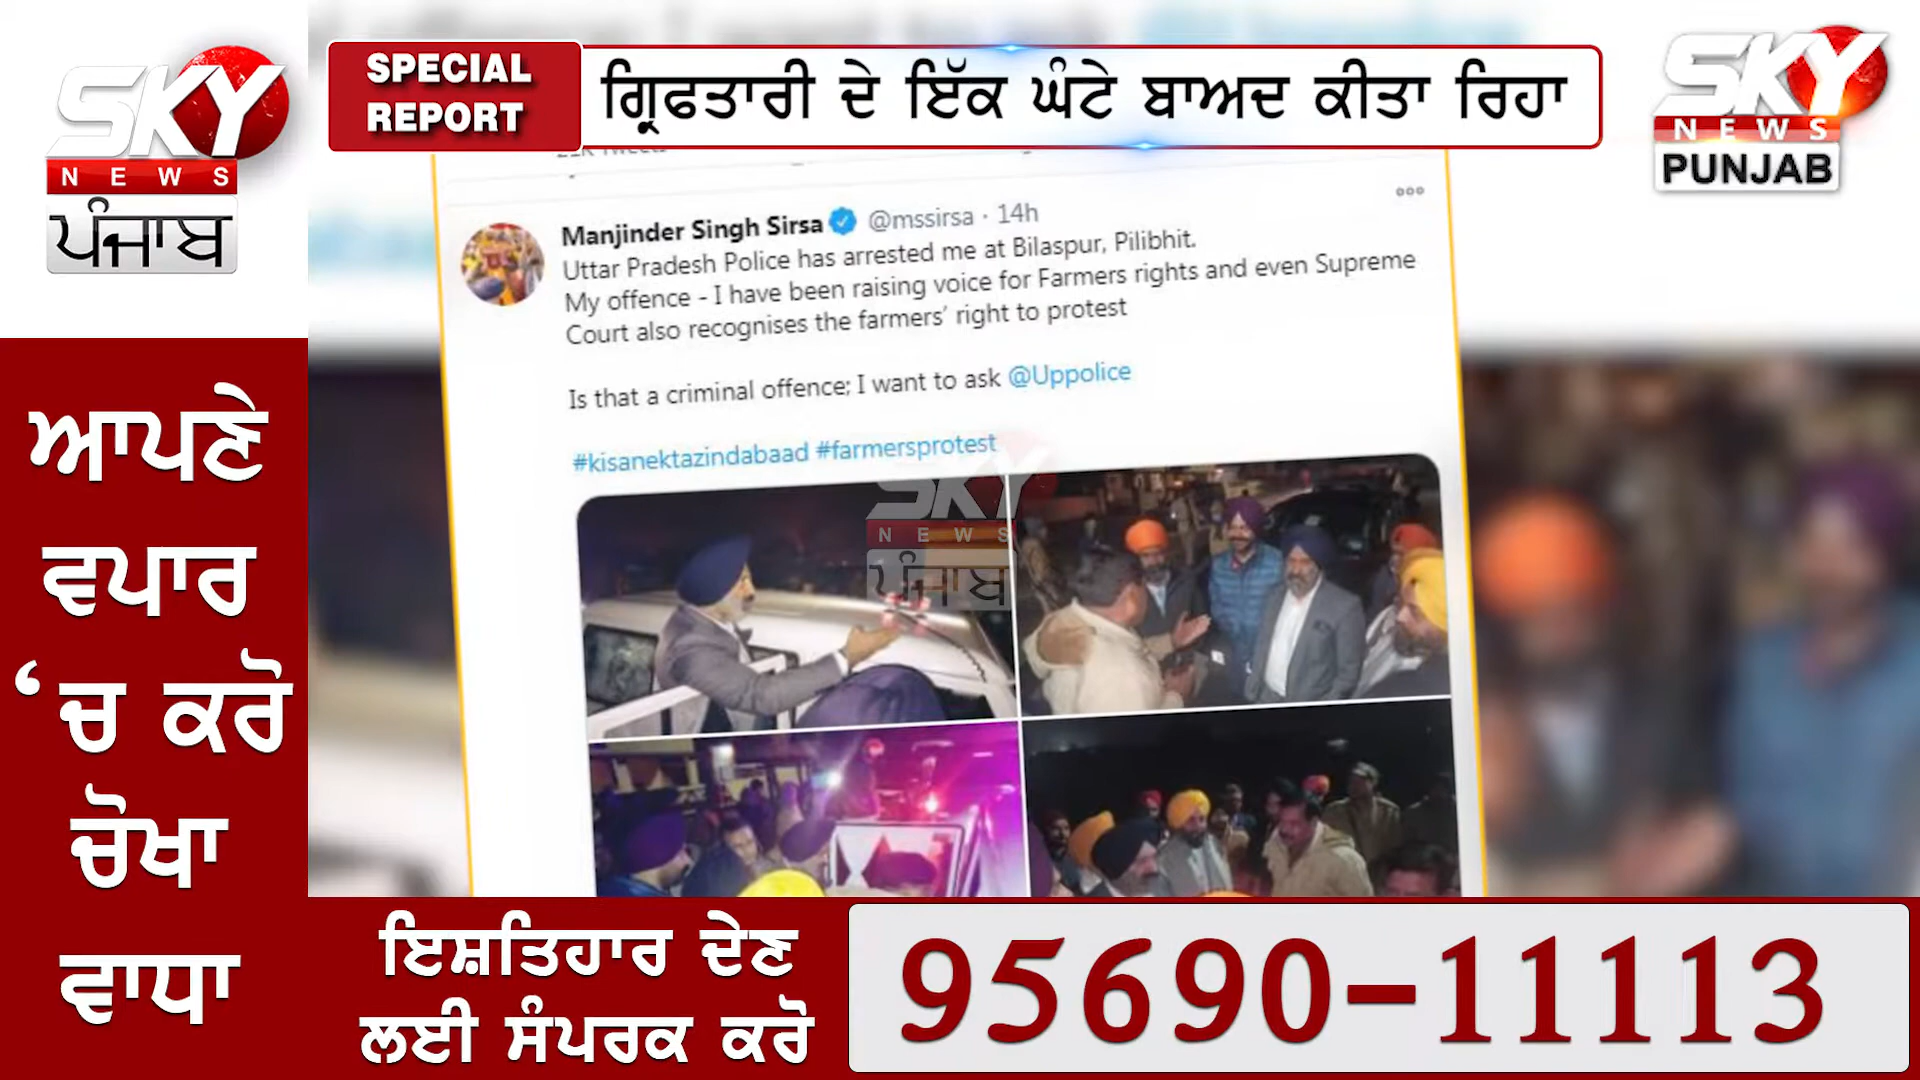 SKY
NEWS
ਪੰਜਾਬ
SPECIAL
REPORT
ਗ੍ਰਿਫਤਾਰੀ ਦੇ ਇੱਕ ਘੰਟੇ ਬਾਅਦ ਕੀਤਾ ਰਿਹਾ
SKY
NEWS
PUNJAB
Manjinder Singh Sirsa @mssirsa · 14h
Uttar Pradesh Police has arrested me at Bilaspur, Pilibhit.
My offence - I have been raising voice for Farmers rights and even Supreme
Court also recognises the farmers' right to protest
Is that a criminal offence; I want to ask @Uppolice
#kisanektazindabaad #farmersprotest
SKY
NEWS
ਪੰਜਾਬ
ਆਪਣੇ
ਵਪਾਰ
‘ਚ ਕਰੋ
ਚੋਖਾ
ਵਾਧਾ
ਇਸ਼ਤਿਹਾਰ ਦੇਣ
ਲਈ ਸੰਪਰਕ ਕਰੋ
95690-11113